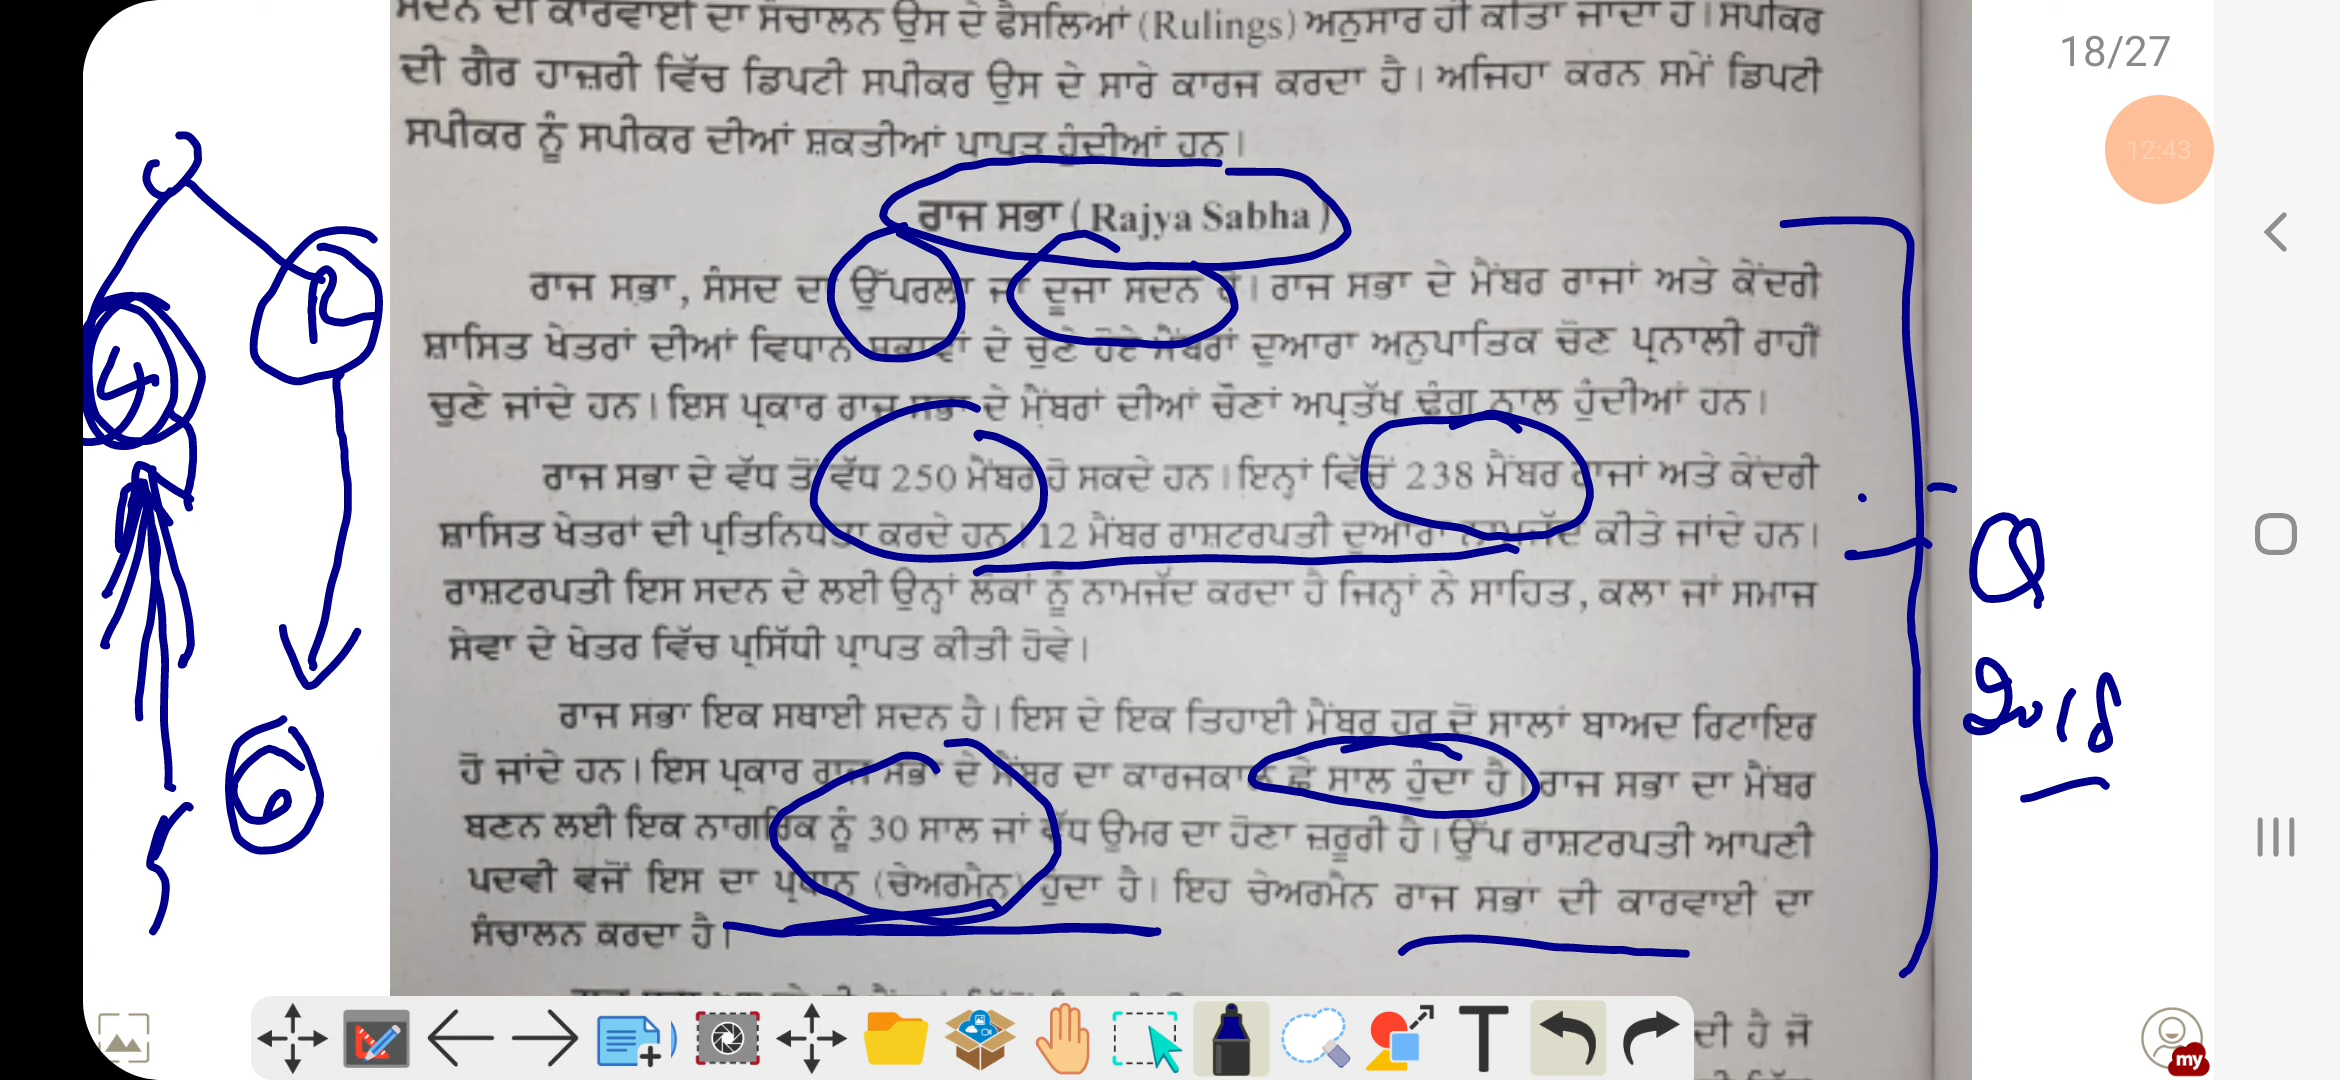 ਸਦਨ ਦੀ ਕਾਰਵਾਈ ਦਾ ਸੰਚਾਲਨ ਉਸ ਦੇ ਫੈਸਲਿਆਂ (Rulings) ਅਨੁਸਾਰ ਹੀ ਕੀਤਾ ਜਾਂਦਾ ਹੈ। ਸਪੀਕਰ
18/27
ਦੀ ਗੈਰ ਹਾਜ਼ਰੀ ਵਿੱਚ ਡਿਪਟੀ ਸਪੀਕਰ ਉਸ ਦੇ ਸਾਰੇ ਕਾਰਜ ਕਰਦਾ ਹੈ। ਅਜਿਹਾ ਕਰਨ ਸਮੇਂ ਡਿਪਟੀ
12:43
ਸਪੀਕਰ ਨੂੰ ਸਪੀਕਰ ਦੀਆਂ ਸ਼ਕਤੀਆਂ ਪ੍ਰਾਪਤ ਹੁੰਦੀਆਂ ਹਨ।
ਰਾਜ ਸਭਾ (Rajya Sabha)
ਰਾਜ ਸਭਾ, ਸੰਸਦ ਦਾ ਉੱਪਰਲਾ ਜਾਂ ਦੂਜਾ ਸਦਨ ਹੈ। ਰਾਜ ਸਭਾ ਦੇ ਮੈਂਬਰ ਰਾਜਾਂ ਅਤੇ ਕੇਂਦਰੀ
ਸ਼ਾਸਿਤ ਖੇਤਰਾਂ ਦੀਆਂ ਵਿਧਾਨ ਸਭਾਵਾਂ ਦੇ ਚੁਣੇ ਹੋਏ ਮੈਂਬਰਾਂ ਦੁਆਰਾ ਅਨੁਪਾਤਿਕ ਚੋਣ ਪ੍ਰਨਾਲੀ ਰਾਹੀਂ
ਚੁਣੇ ਜਾਂਦੇ ਹਨ। ਇਸ ਪ੍ਰਕਾਰ ਰਾਜ ਸਭਾ ਦੇ ਮੈਂਬਰਾਂ ਦੀਆਂ ਚੋਣਾਂ ਅਪ੍ਰਤੱਖ ਢੰਗ ਨਾਲ ਹੁੰਦੀਆਂ ਹਨ।
4
2
ਰਾਜ ਸਭਾ ਦੇ ਵੱਧ ਤੋਂ ਵੱਧ 250 ਮੈਂਬਰ ਹੋ ਸਕਦੇ ਹਨ। ਇਨ੍ਹਾਂ ਵਿੱਚੋਂ 238 ਮੈਂਬਰ ਰਾਜਾਂ ਅਤੇ ਕੇਂਦਰੀ
ਸ਼ਾਸਿਤ ਖੇਤਰਾਂ ਦੀ ਪ੍ਰਤਿਨਿਧਤਾ ਕਰਦੇ ਹਨ। 12 ਮੈਂਬਰ ਰਾਸ਼ਟਰਪਤੀ ਦੁਆਰਾ ਨਾਮਜੱਦ ਕੀਤੇ ਜਾਂਦੇ ਹਨ।
Q
ਰਾਸ਼ਟਰਪਤੀ ਇਸ ਸਦਨ ਦੇ ਲਈ ਉਨ੍ਹਾਂ ਲੋਕਾਂ ਨੂੰ ਨਾਮਜੱਦ ਕਰਦਾ ਹੈ ਜਿਨ੍ਹਾਂ ਨੇ ਸਾਹਿਤ, ਕਲਾ ਜਾਂ ਸਮਾਜ
ਸੇਵਾ ਦੇ ਖੇਤਰ ਵਿੱਚ ਪ੍ਰਸਿੱਧੀ ਪ੍ਰਾਪਤ ਕੀਤੀ ਹੋਵੇ।
2018
ਰਾਜ ਸਭਾ ਇਕ ਸਥਾਈ ਸਦਨ ਹੈ। ਇਸ ਦੇ ਇਕ ਤਿਹਾਈ ਮੈਂਬਰ ਹਰ ਦੋ ਸਾਲਾਂ ਬਾਅਦ ਰਿਟਾਇਰ
ਹੋ ਜਾਂਦੇ ਹਨ। ਇਸ ਪ੍ਰਕਾਰ ਰਾਜ ਸਭਾ ਦੇ ਮੈਂਬਰ ਦਾ ਕਾਰਜਕਾਲ ਛੇ ਸਾਲ ਹੁੰਦਾ ਹੈ। ਰਾਜ ਸਭਾ ਦਾ ਮੈਂਬਰ
6
ਬਣਨ ਲਈ ਇਕ ਨਾਗਰਿਕ ਨੂੰ 30 ਸਾਲ ਜਾਂ ਵੱਧ ਉਮਰ ਦਾ ਹੋਣਾ ਜ਼ਰੂਰੀ ਹੈ। ਉੱਪ ਰਾਸ਼ਟਰਪਤੀ ਆਪਣੀ
ਪਦਵੀ ਵਜੋਂ ਇਸ ਦਾ ਪ੍ਰਧਾਨ (ਚੇਅਰਮੈਨ) ਹੁੰਦਾ ਹੈ। ਇਹ ਚੇਅਰਮੈਨ ਰਾਜ ਸਭਾ ਦੀ ਕਾਰਵਾਈ ਦਾ
ਸੰਚਾਲਨ ਕਰਦਾ ਹੈ।
T
ਦੀ ਹੈ ਜੋ
my